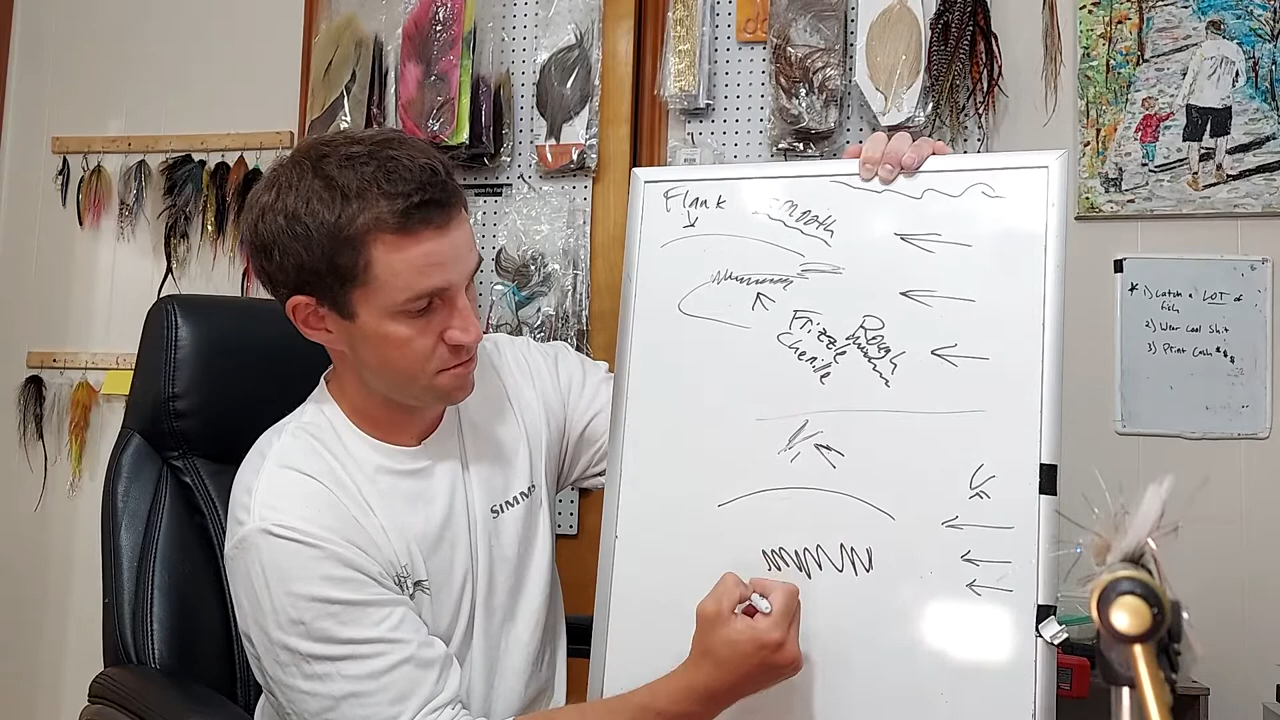 Flank
smooth
Frizzle
Chenille
Rough
SIMMS
* 1) Catch a LOT of
fish
2) Wear Cool Shit
3) Print Cash * $ $